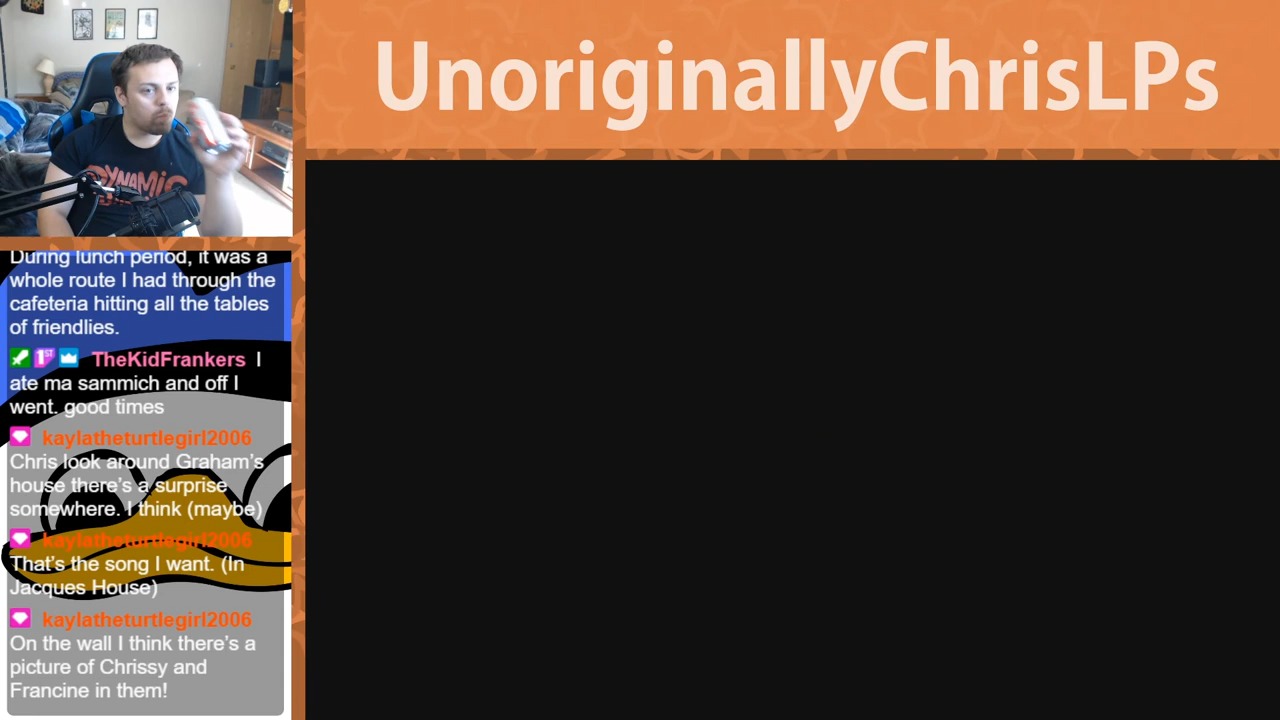 UnoriginallyChrisLPs
DYNAMIC
During lunch period, it was a
whole route I had through the
cafeteria hitting all the tables
of friendlies.
1ST TheKidFrankers I
ate ma sammich and off I
went. good times
kaylatheturtlegirl2006
Chris look around Graham's
house there's a surprise
somewhere. I think (maybe)
kaylatheturtlegirl2006
That's the song I want. (In
Jacques House)
kaylatheturtlegirl2006
On the wall I think there's a
picture of Chrissy and
Francine in them!